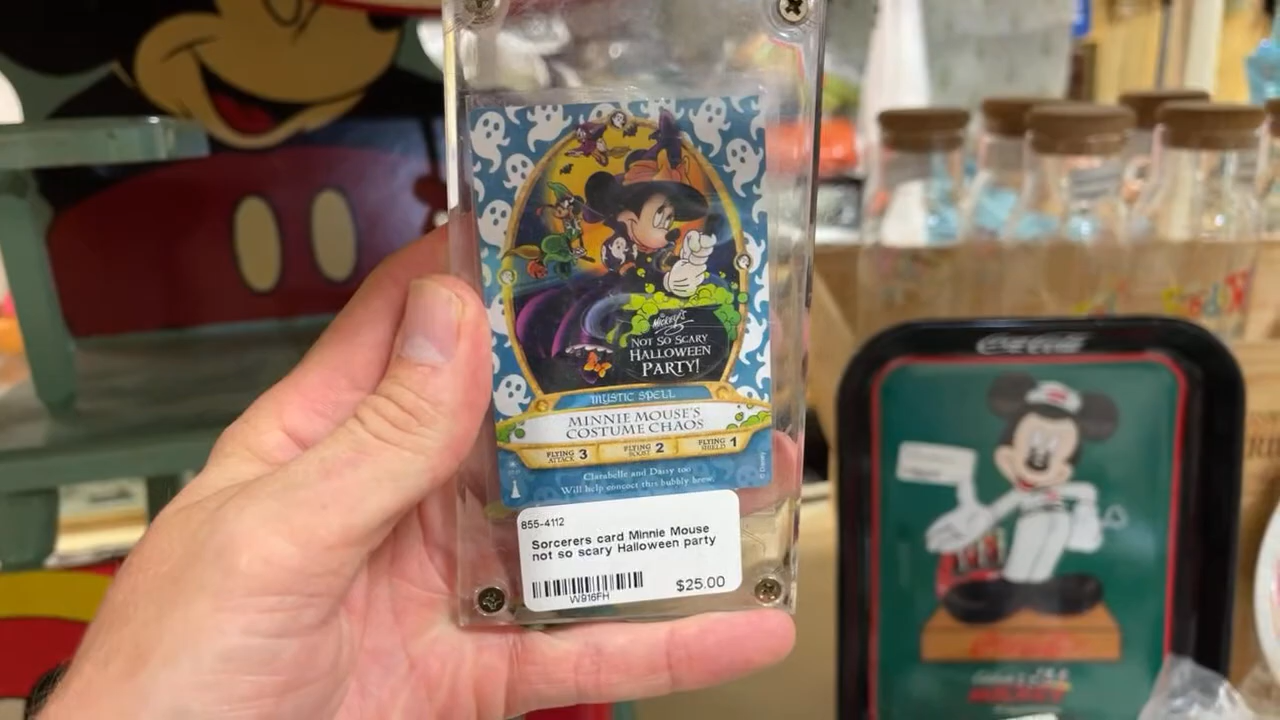 MICKEY'S
NOT SO SCARY
HALLOWEEN
PARTY!
MYSTIC SPELL
MINNIE MOUSE'S
COSTUME CHAOS
FLYING ATTACK 3 FLYING BOOST 2 FLYING SHIELD 1
Clarabelle and Daisy too
Will help concoct this bubbly brew.
© Disney
855-4112
Sorcerers card Minnie Mouse
not so scary Halloween party
W916FH
$25.00
Coca-Cola